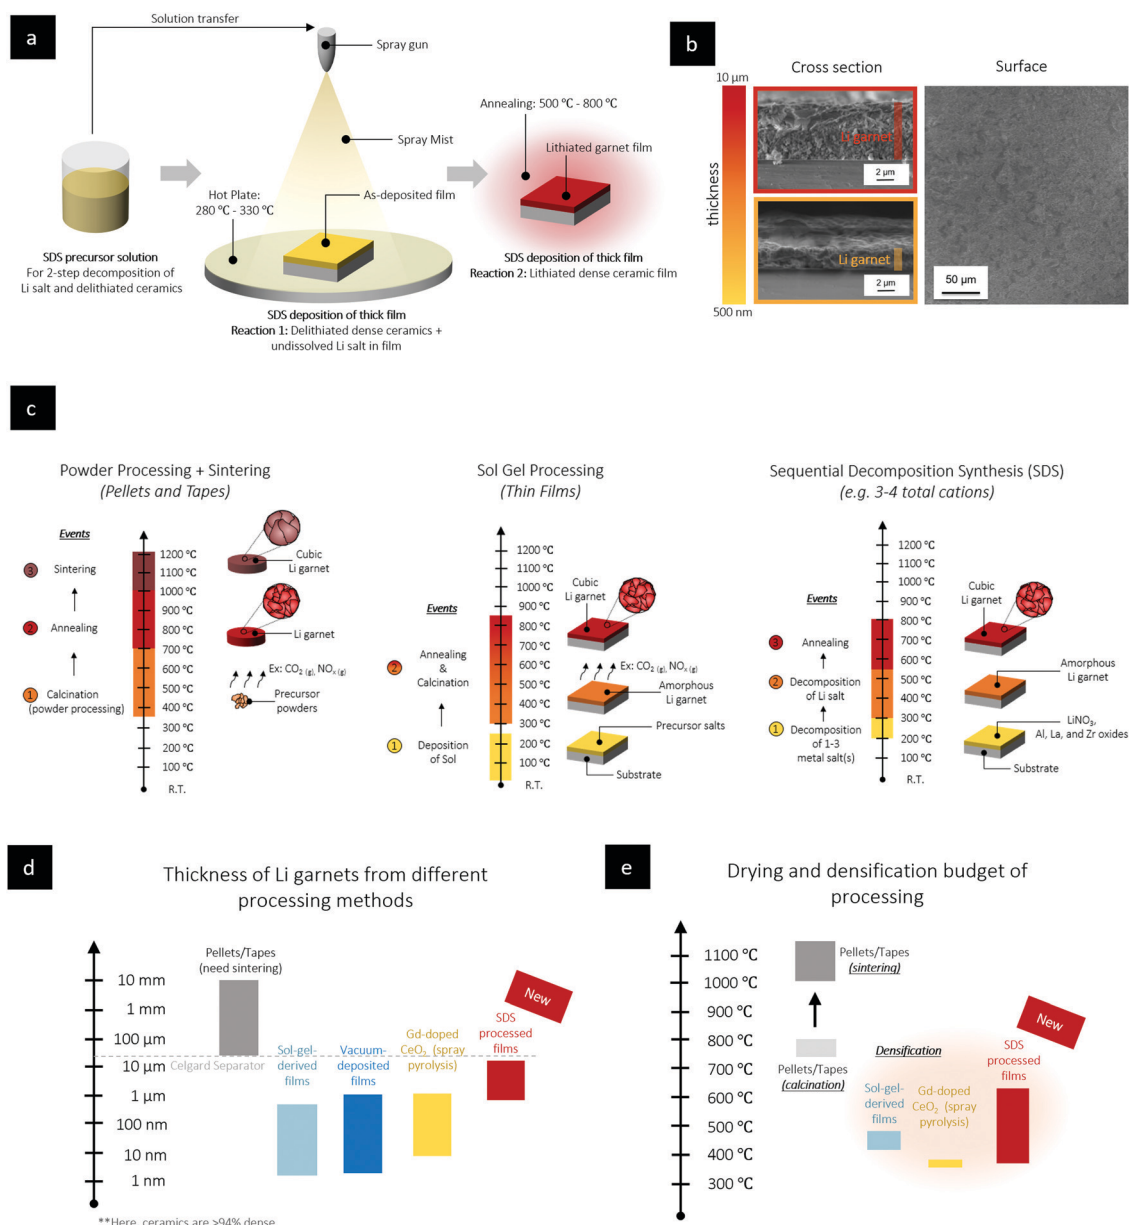 a
Solution transfer
Spray gun
Spray Mist
As-deposited film
Hot Plate:
280 °C - 330 °C
SDS precursor solution
For 2-step decomposition of
Li salt and delithiated ceramics
SDS deposition of thick film
Reaction 1: Delithiated dense ceramics +
undissolved Li salt in film
Annealing: 500 °C - 800 °C
Lithiated garnet film
SDS deposition of thick film
Reaction 2: Lithiated dense ceramic film
b
10 µm
thickness
500 nm
Cross section
Surface
Li garnet
2 µm
Li garnet
2 µm
50 µm
c
Powder Processing + Sintering
(Pellets and Tapes)
Events
3 Sintering
2 Annealing
1 Calcination
(powder processing)
1200 °C
1100 °C
1000 °C
900 °C
800 °C
700 °C
600 °C
500 °C
400 °C
300 °C
200 °C
100 °C
R.T.
Cubic
Li garnet
Li garnet
Ex: CO2 (g), NOx (g)
Precursor
powders
Sol Gel Processing
(Thin Films)
Events
2 Annealing
&
Calcination
1 Deposition
of Sol
1200 °C
1100 °C
1000 °C
900 °C
800 °C
700 °C
600 °C
500 °C
400 °C
300 °C
200 °C
100 °C
R.T.
Cubic
Li garnet
Ex: CO2 (g), NOx (g)
Amorphous
Li garnet
Precursor salts
Substrate
Sequential Decomposition Synthesis (SDS)
(e.g. 3-4 total cations)
Events
3 Annealing
2 Decomposition
of Li salt
1 Decomposition
of 1-3
metal salt(s)
1200 °C
1100 °C
1000 °C
900 °C
800 °C
700 °C
600 °C
500 °C
400 °C
300 °C
200 °C
100 °C
R.T.
Cubic
Li garnet
Amorphous
Li garnet
LiNO3,
Al, La, and Zr oxides
Substrate
d
Thickness of Li garnets from different
processing methods
10 mm
1 mm
100 µm
10 µm
1 µm
100 nm
10 nm
1 nm
Pellets/Tapes
(need sintering)
Celgard Separator
Sol-gel-
derived
films
Vacuum-
deposited
films
Gd-doped
CeO2 (spray
pyrolysis)
SDS
processed
films
New
**Here, ceramics are >94% dense
e
Drying and densification budget of
processing
1100 °C
1000 °C
900 °C
800 °C
700 °C
600 °C
500 °C
400 °C
300 °C
Pellets/Tapes
(sintering)
Pellets/Tapes
(calcination)
Densification
Sol-gel-
derived
films
Gd-doped
CeO2 (spray
pyrolysis)
SDS
processed
films
New